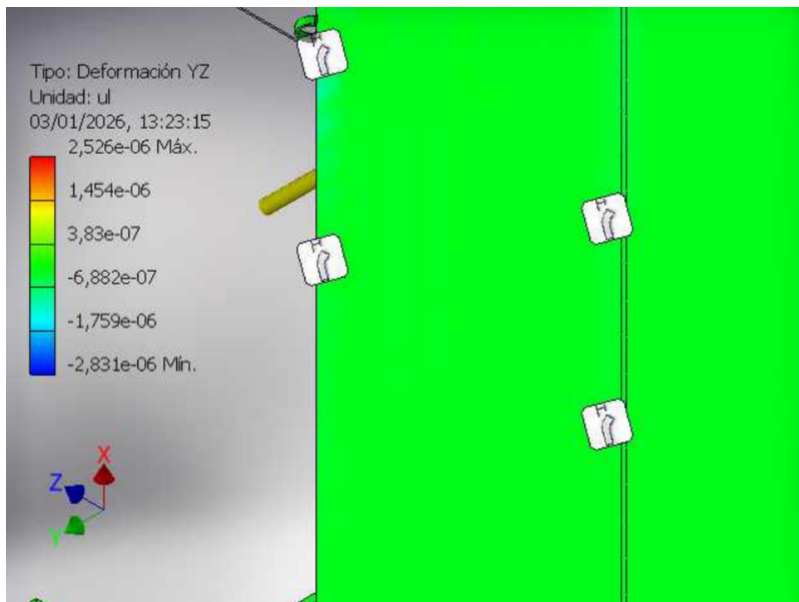 Tipo: Deformación YZ
Unidad: ul
03/01/2026, 13:23:15
2,526e-06 Máx.
1,454e-06
3,83e-07
-6,882e-07
-1,759e-06
-2,831e-06 Mín.
X
Z
Y